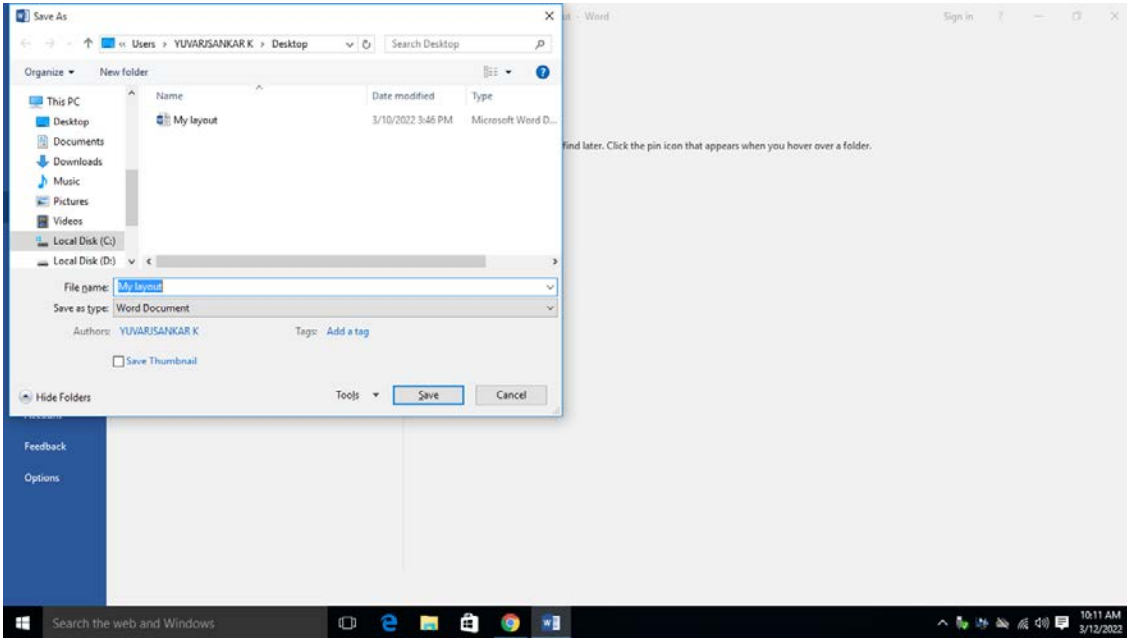 Save As
ut - Word
Sign in ?
« Users › YUVARJSANKAR K › Desktop
Search Desktop
Organize
New folder
Name
Date modified
Type
This PC
Desktop
Documents
Downloads
Music
Pictures
Videos
Local Disk (C:)
Local Disk (D:)
My layout
3/10/2022 3:46 PM
Microsoft Word D...
find later. Click the pin icon that appears when you hover over a folder.
File name: My layout
Save as type: Word Document
Authors: YUVARJSANKAR K
Tags: Add a tag
Save Thumbnail
Hide Folders
Tools
Save
Cancel
Feedback
Options
Search the web and Windows
10:11 AM
3/12/2022